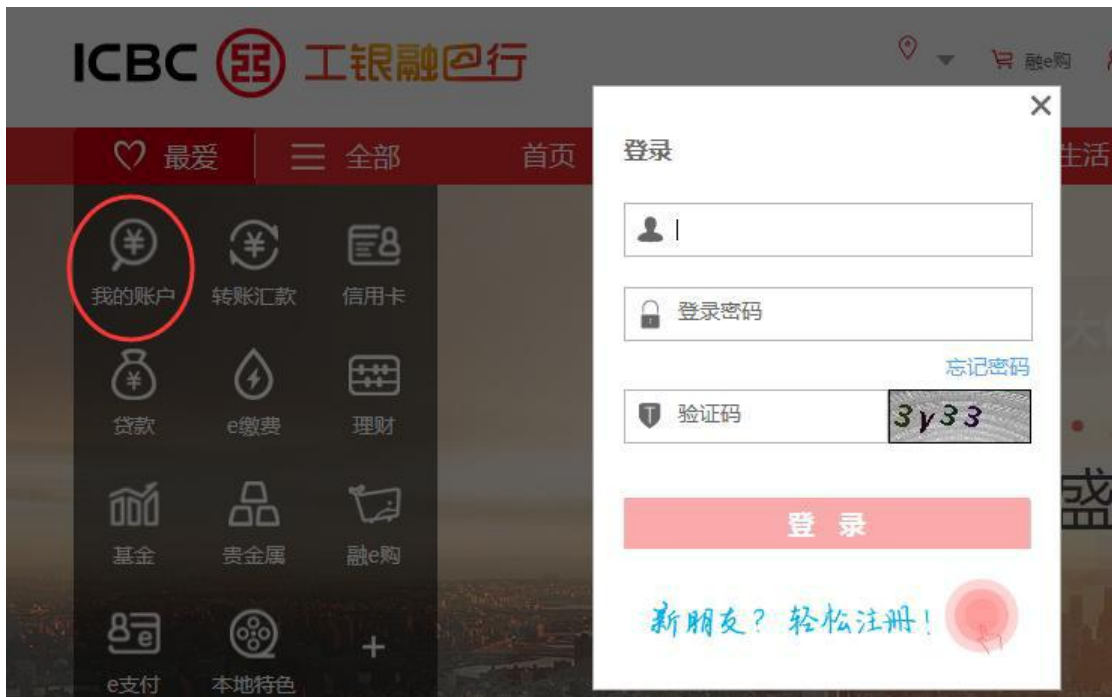 ICBC 工银融e行
融e购
最爱 全部 首页 生活
我的账户 转账汇款 信用卡
贷款 e缴费 理财
基金 贵金属 融e购
e支付 本地特色
登录
登录密码
忘记密码
验证码 3y33
登 录
新朋友？轻松注册！
盛